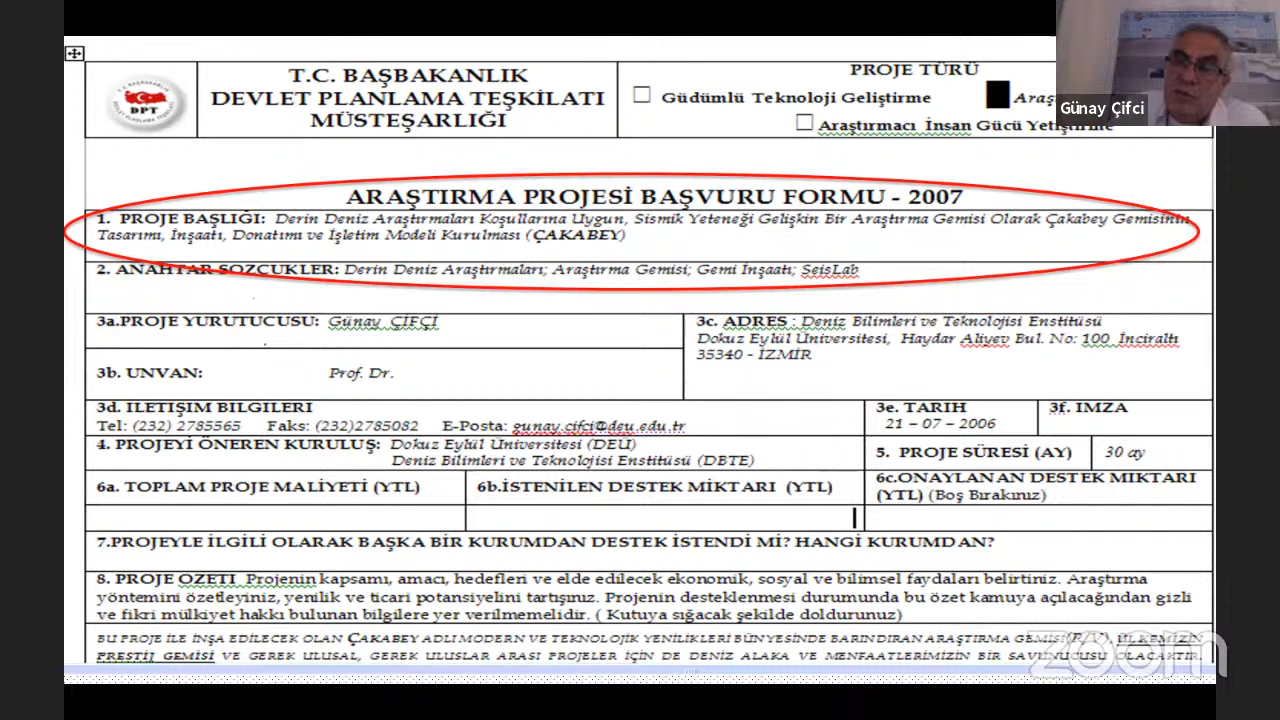 T.C. BAŞBAKANLIK
DEVLET PLANLAMA TEŞKİLATI
MÜSTEŞARLIĞI
DPT
PROJE TÜRÜ
Güdümlü Teknoloji Geliştirme
Araş
Araştırmacı İnsan Gücü Yetiştirme
Günay Çifci
ARAŞTIRMA PROJESİ BAŞVURU FORMU - 2007
1. PROJE BAŞLIĞI: Derin Deniz Araştırmaları Koşullarına Uygun, Sismik Yeteneği Gelişkin Bir Araştırma Gemisi Olarak Çakabey Gemisinin
Tasarımı, İnşaatı, Donatımı ve İşletim Modeli Kurulması (ÇAKABEY)
2. ANAHTAR SÖZCÜKLER: Derin Deniz Araştırmaları; Araştırma Gemisi; Gemi İnşaatı; SeisLab
3a.PROJE YÜRÜTÜCÜSÜ: Günay ÇİFÇİ
3b. UNVAN: Prof. Dr.
3c. ADRES : Deniz Bilimleri ve Teknolojisi Enstitüsü
Dokuz Eylül Üniversitesi, Haydar Aliyev Bul. No: 100 İnciraltı
35340 - İZMİR
3d. İLETİŞİM BİLGİLERİ
Tel: (232) 2785565 Faks: (232)2785082 E-Posta: gunay.cifci@deu.edu.tr
3e. TARİH
21 – 07 – 2006
3f. İMZA
4. PROJEYİ ÖNEREN KURULUŞ: Dokuz Eylül Üniversitesi (DEÜ)
Deniz Bilimleri ve Teknolojisi Enstitüsü (DBTE)
5. PROJE SÜRESİ (AY)
30 ay
6a. TOPLAM PROJE MALİYETİ (YTL)
6b.İSTENİLEN DESTEK MİKTARI (YTL)
6c.ONAYLANAN DESTEK MİKTARI
(YTL) (Boş Bırakınız)
7.PROJEYLE İLGİLİ OLARAK BAŞKA BİR KURUMDAN DESTEK İSTENDİ Mİ? HANGİ KURUMDAN?
8. PROJE ÖZETİ Projenin kapsamı, amacı, hedefleri ve elde edilecek ekonomik, sosyal ve bilimsel faydaları belirtiniz. Araştırma
yöntemini özetleyiniz, yenilik ve ticari potansiyelini tartışınız. Projenin desteklenmesi durumunda bu özet kamuya açılacağından gizli
ve fikri mülkiyet hakkı bulunan bilgilere yer verilmemelidir. ( Kutuya sığacak şekilde doldurunuz)
BU PROJE İLE İNŞA EDİLECEK OLAN ÇAKABEY ADLI MODERN VE TEKNOLOJİK YENİLİKLERİ BÜNYESİNDE BARINDIRAN ARAŞTIRMA GEMİSİ(R/V), ÜLKEMİZİN
PRESTİJ GEMİSİ VE GEREK ULUSAL, GEREK ULUSLAR ARASI PROJELER İÇİN DE DENİZ ALAKA VE MENFAATLERİMİZİN BİR SAVUNUCUSU OLACAKTIR.
zoom